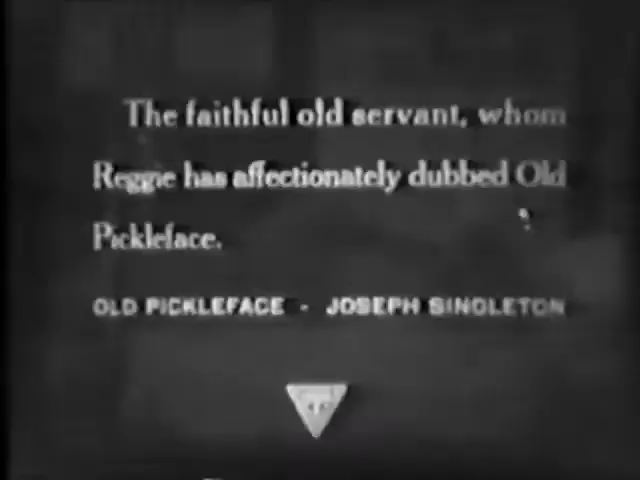 The faithful old servant, whom
Reggie has affectionately dubbed Old
Pickleface.
OLD PICKLEFACE - JOSEPH SINGLETON